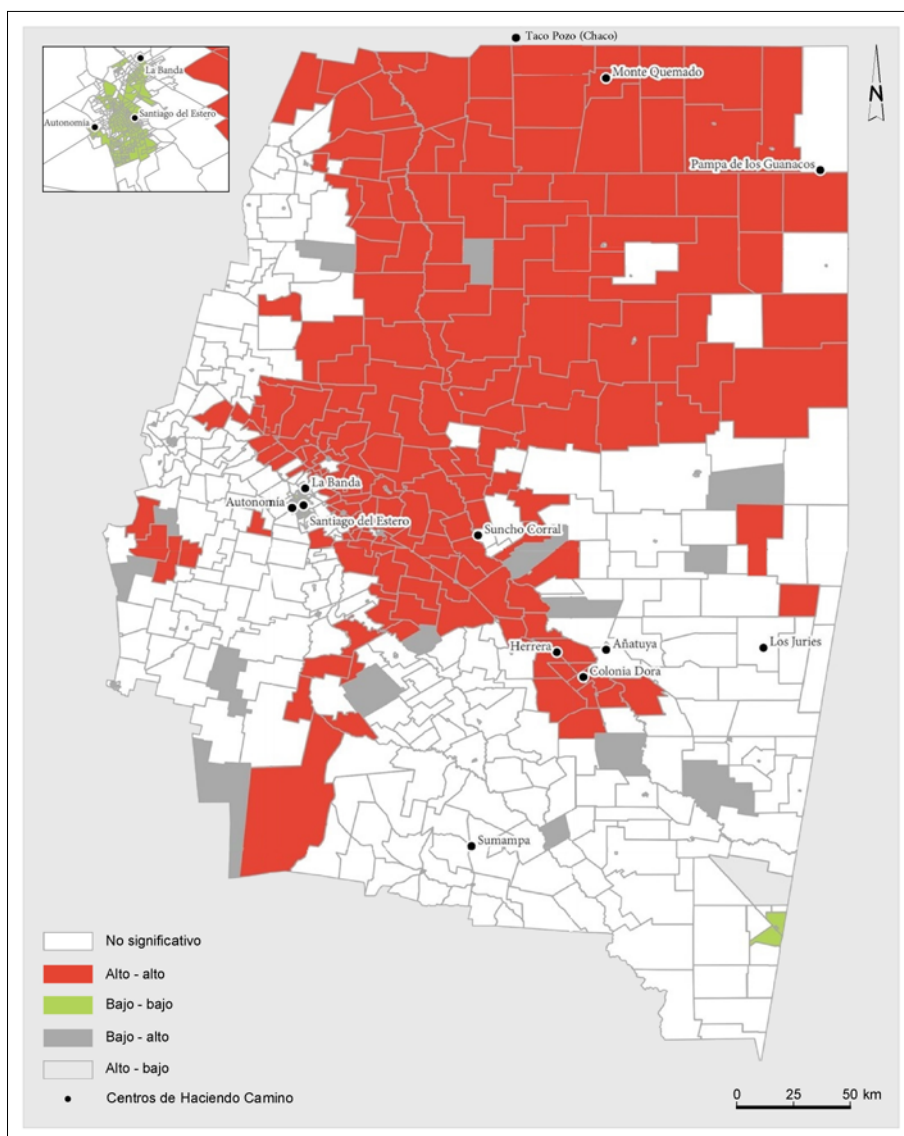 Taco Pozo (Chaco)
La Banda
Santiago del Estero
Autonomía
Monte Quemado
N
Pampa de los Guanacos
La Banda
Autonomía
Santiago del Estero
Suncho Corral
Herrera
Añatuya
Los Juríes
Colonia Dora
Sumampa
No significativo
Alto - alto
Bajo - bajo
Bajo - alto
Alto - bajo
Centros de Haciendo Camino
0 25 50 km